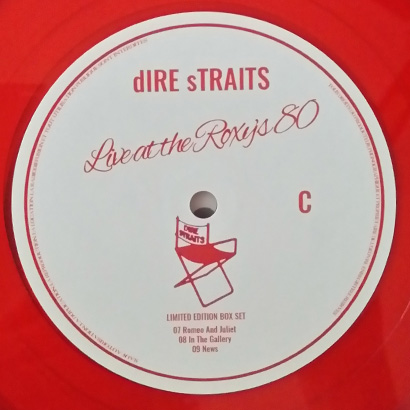 dIRE sTRAITS
Live at the Roxy's 80
C
DIRE
STRAITS
LIMITED EDITION BOX SET
07 Romeo And Juliet
08 In The Gallery
09 News